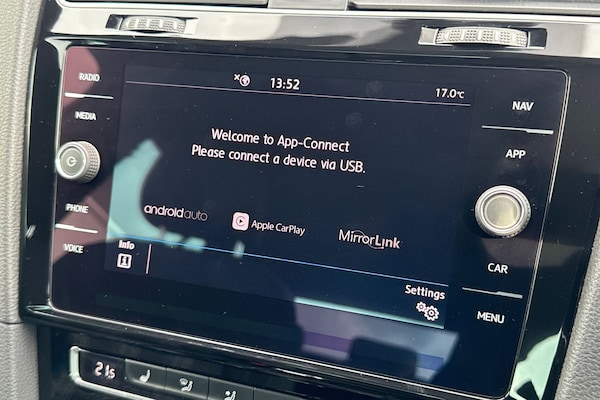 RADIO
13:52
17.0°C
NAV
MEDIA
Welcome to App-Connect
Please connect a device via USB.
APP
PHONE
androidauto
Apple CarPlay
MirrorLink
VOICE
Info
CAR
Settings
MENU
21.5